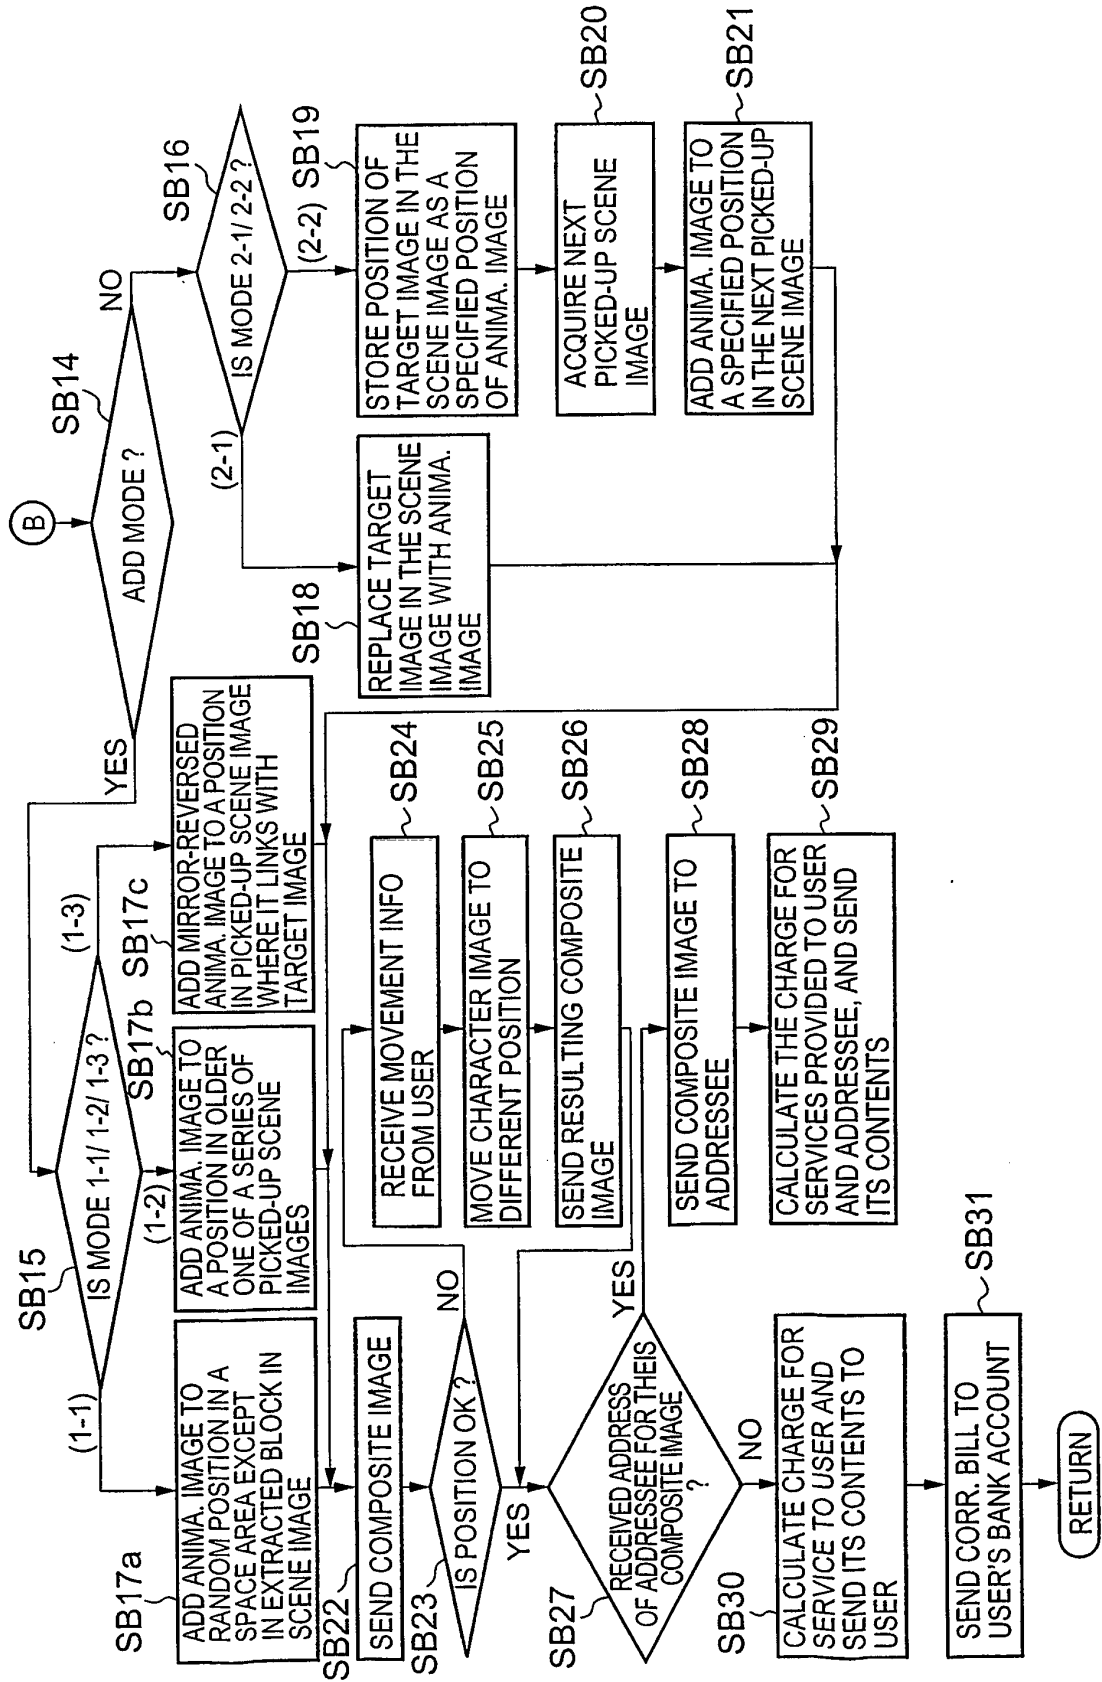 B
ADD MODE ?
SB14
YES
NO
IS MODE 1-1/ 1-2/ 1-3 ?
SB15
(1-1)
(1-2)
(1-3)
IS MODE 2-1/ 2-2 ?
SB16
(2-1)
(2-2)
SB17a
ADD ANIMA. IMAGE TO
RANDOM POSITION IN A
SPACE AREA EXCEPT
IN EXTRACTED BLOCK IN
SCENE IMAGE
SB17b
ADD ANIMA. IMAGE TO
A POSITION IN OLDER
ONE OF A SERIES OF
PICKED-UP SCENE
IMAGES
SB17c
ADD MIRROR-REVERSED
ANIMA. IMAGE TO A POSITION
IN PICKED-UP SCENE IMAGE
WHERE IT LINKS WITH
TARGET IMAGE
SB18
REPLACE TARGET
IMAGE IN THE SCENE
IMAGE WITH ANIMA.
IMAGE
SB19
STORE POSITION OF
TARGET IMAGE IN THE
SCENE IMAGE AS A
SPECIFIED POSITION
OF ANIMA. IMAGE
SB20
ACQUIRE NEXT
PICKED-UP SCENE
IMAGE
SB21
ADD ANIMA. IMAGE TO
A SPECIFIED POSITION
IN THE NEXT PICKED-UP
SCENE IMAGE
SB22
SEND COMPOSITE IMAGE
SB23
IS POSITION OK ?
NO
YES
SB24
RECEIVE MOVEMENT INFO
FROM USER
SB25
MOVE CHARACTER IMAGE TO
DIFFERENT POSITION
SB26
SEND RESULTING COMPOSITE
IMAGE
SB27
RECEIVED ADDRESS
OF ADDRESSEE FOR THEIS
COMPOSITE IMAGE
?
YES
NO
SB28
SEND COMPOSITE IMAGE TO
ADDRESSEE
SB29
CALCULATE THE CHARGE FOR
SERVICES PROVIDED TO USER
AND ADDRESSEE, AND SEND
ITS CONTENTS
SB30
CALCULATE CHARGE FOR
SERVICE TO USER AND
SEND ITS CONTENTS TO
USER
SB31
SEND CORR. BILL TO
USER'S BANK ACCOUNT
RETURN